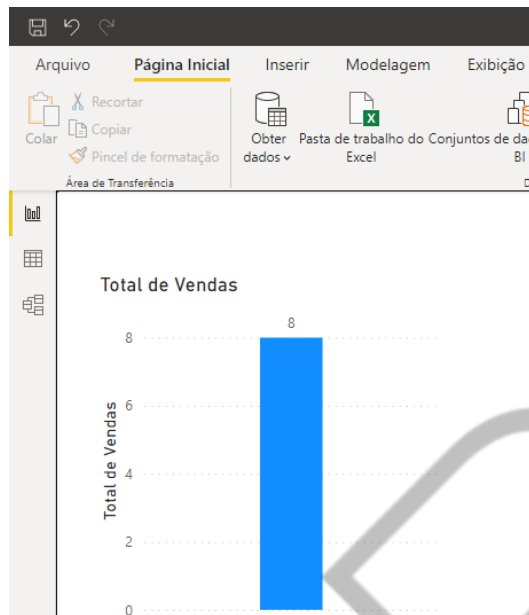 Arquivo Página Inicial Inserir Modelagem Exibição
Recortar
Copiar
Pincel de formatação
Colar
Área de Transferência
Obter dados
Pasta de trabalho do Excel
Conjuntos de da
BI
Total de Vendas
8
8
6
4
2
0
Total de Vendas